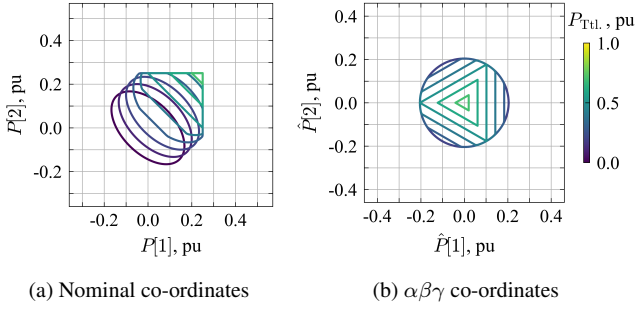 0.4
0.2
0.0
-0.2
P[2], pu
-0.2 0.0 0.2 0.4
P[1], pu
(a) Nominal co-ordinates
0.4
0.2
0.0
-0.2
-0.4
P̂[2], pu
-0.4 -0.2 0.0 0.2 0.4
P̂[1], pu
(b) αβγ co-ordinates
P_Ttl., pu
1.0
0.5
0.0